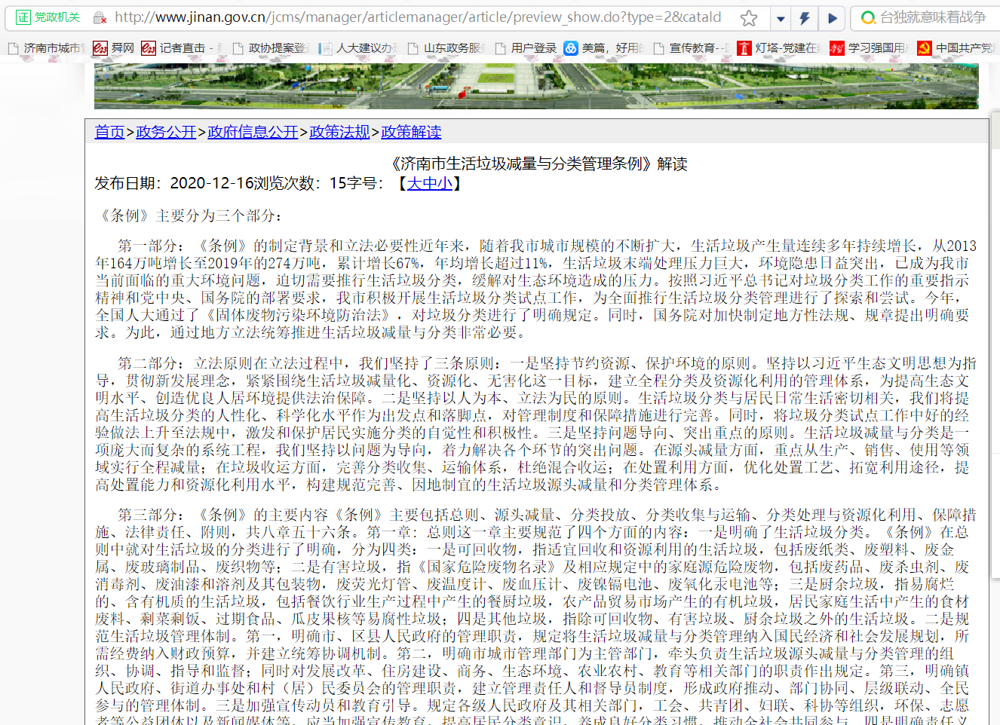 证 党政机关 http://www.jinan.gov.cn/jcms/manager/articlemanager/article/preview_show.do?type=2&cataId 台独就意味着战争
济南市城市 舜网 记者直击 - 政协提案登 人大建议办 山东政务服 用户登录 美篇，好用 宣传教育-- 灯塔-党建在 学习强国用 中国共产党
首页>政务公开>政府信息公开>政策法规>政策解读
《济南市生活垃圾减量与分类管理条例》解读
发布日期：2020-12-16浏览次数：15字号：【大中小】
《条例》主要分为三个部分：
第一部分：《条例》的制定背景和立法必要性近年来，随着我市城市规模的不断扩大，生活垃圾产生量连续多年持续增长，从2013
年164万吨增长至2019年的274万吨，累计增长67%，年均增长超过11%，生活垃圾末端处理压力巨大，环境隐患日益突出，已成为我市
当前面临的重大环境问题，迫切需要推行生活垃圾分类，缓解对生态环境造成的压力。按照习近平总书记对垃圾分类工作的重要指示
精神和党中央、国务院的部署要求，我市积极开展生活垃圾分类试点工作，为全面推行生活垃圾分类管理进行了探索和尝试。今年，
全国人大通过了《固体废物污染环境防治法》，对垃圾分类进行了明确规定。同时，国务院对加快制定地方性法规、规章提出明确要
求。为此，通过地方立法统筹推进生活垃圾减量与分类非常必要。
第二部分：立法原则在立法过程中，我们坚持了三条原则：一是坚持节约资源、保护环境的原则。坚持以习近平生态文明思想为指
导，贯彻新发展理念，紧紧围绕生活垃圾减量化、资源化、无害化这一目标，建立全程分类及资源化利用的管理体系，为提高生态文
明水平、创造优良人居环境提供法治保障。二是坚持以人为本、立法为民的原则。生活垃圾分类与居民日常生活密切相关，我们将提
高生活垃圾分类的人性化、科学化水平作为出发点和落脚点，对管理制度和保障措施进行完善。同时，将垃圾分类试点工作中好的经
验做法上升至法规中，激发和保护居民实施分类的自觉性和积极性。三是坚持问题导向、突出重点的原则。生活垃圾减量与分类是一
项庞大而复杂的系统工程，我们坚持以问题为导向，着力解决各个环节的突出问题。在源头减量方面，重点从生产、销售、使用等领
域实行全程减量；在垃圾收运方面，完善分类收集、运输体系，杜绝混合收运；在处置利用方面，优化处置工艺、拓宽利用途径，提
高处置能力和资源化利用水平，构建规范完善、因地制宜的生活垃圾源头减量和分类管理体系。
第三部分：《条例》的主要内容《条例》主要包括总则、源头减量、分类投放、分类收集与运输、分类处理与资源化利用、保障措
施、法律责任、附则，共八章五十六条。第一章：总则这一章主要规范了四个方面的内容：一是明确了生活垃圾分类。《条例》在总
则中就对生活垃圾的分类进行了明确，分为四类：一是可回收物，指适宜回收和资源利用的生活垃圾，包括废纸类、废塑料、废金
属、废玻璃制品、废织物等；二是有害垃圾，指《国家危险废物名录》及相应规定中的家庭源危险废物，包括废药品、废杀虫剂、废
消毒剂、废油漆和溶剂及其包装物，废荧光灯管、废温度计、废血压计、废镍镉电池、废氧化汞电池等；三是厨余垃圾，指易腐烂
的、含有机质的生活垃圾，包括餐饮行业生产过程中产生的餐厨垃圾，农产品贸易市场产生的有机垃圾，居民家庭生活中产生的食材
废料、剩菜剩饭、过期食品、瓜皮果核等易腐性垃圾；四是其他垃圾，指除可回收物、有害垃圾、厨余垃圾之外的生活垃圾。二是规
范生活垃圾管理体制。第一，明确市、区县人民政府的管理职责，规定将生活垃圾减量与分类管理纳入国民经济和社会发展规划，所
需经费纳入财政预算，并建立统筹协调机制。第二，明确市城市管理部门为主管部门，牵头负责生活垃圾源头减量与分类管理的组
织、协调、指导和监督；同时对发展改革、住房建设、商务、生态环境、农业农村、教育等相关部门的职责作出规定。第三，明确镇
人民政府、街道办事处和村（居）民委员会的管理职责，建立管理责任人和督导员制度，形成政府推动、部门协同、层级联动、全民
参与的管理体制。三是加强宣传动员和教育引导。规定各级人民政府及其相关部门，工会、共青团、妇联、科协等组织，环保、志愿
者等公益团体以及新闻媒体等，应当加强宣传教育，提高居民分类意识，养成良好分类习惯，推动全社会共同参与。四是明确责任义